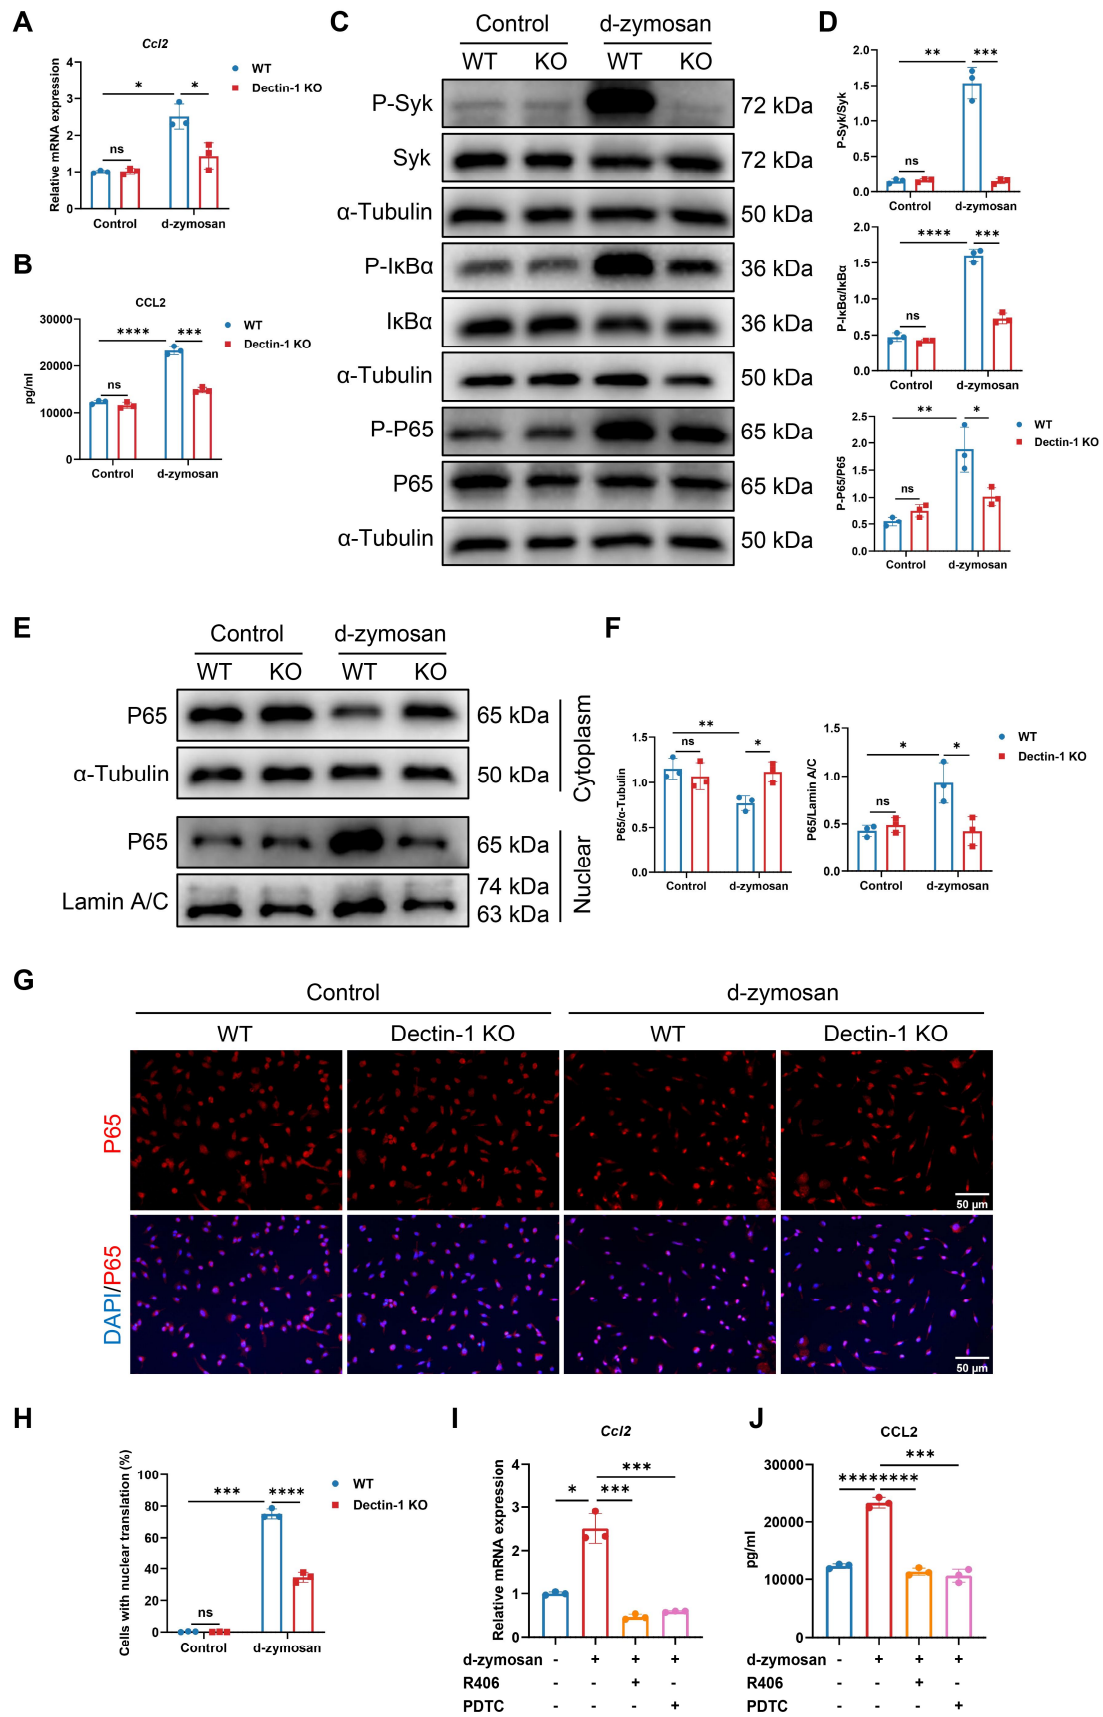 A
Ccl2
Relative mRNA expression
4
3
2
1
0
*
*
ns
Control
d-zymosan
WT
Dectin-1 KO
B
CCL2
pg/ml
30000
20000
10000
0
****
***
ns
Control
d-zymosan
WT
Dectin-1 KO
C
Control
d-zymosan
WT
KO
WT
KO
P-Syk
72 kDa
Syk
72 kDa
α-Tubulin
50 kDa
P-IκBα
36 kDa
IκBα
36 kDa
α-Tubulin
50 kDa
P-P65
65 kDa
P65
65 kDa
α-Tubulin
50 kDa
D
P-Syk/Syk
2.0
1.5
1.0
0.5
0.0
**
***
ns
Control
d-zymosan
P-IκBα/IκBα
2.0
1.5
1.0
0.5
0.0
****
***
ns
Control
d-zymosan
P-P65/P65
2.5
2.0
1.5
1.0
0.5
0.0
**
*
ns
Control
d-zymosan
WT
Dectin-1 KO
E
Control
d-zymosan
WT
KO
WT
KO
P65
65 kDa
α-Tubulin
50 kDa
Cytoplasm
P65
65 kDa
Lamin A/C
74 kDa
63 kDa
Nuclear
F
P65/α-Tubulin
1.5
1.0
0.5
0.0
**
ns
*
Control
d-zymosan
P65/Lamin A/C
1.5
1.0
0.5
0.0
*
*
ns
Control
d-zymosan
WT
Dectin-1 KO
G
Control
d-zymosan
WT
Dectin-1 KO
WT
Dectin-1 KO
P65
50 µm
DAPI/P65
50 µm
H
Cells with nuclear translation (%)
100
80
60
40
20
0
***
****
ns
Control
d-zymosan
WT
Dectin-1 KO
I
Ccl2
Relative mRNA expression
4
3
2
1
0
*
***
***
d-zymosan - + + +
R406 - - + -
PDTC - - - +
J
CCL2
pg/ml
30000
20000
10000
0
***
********
d-zymosan - + + +
R406 - - + -
PDTC - - - +